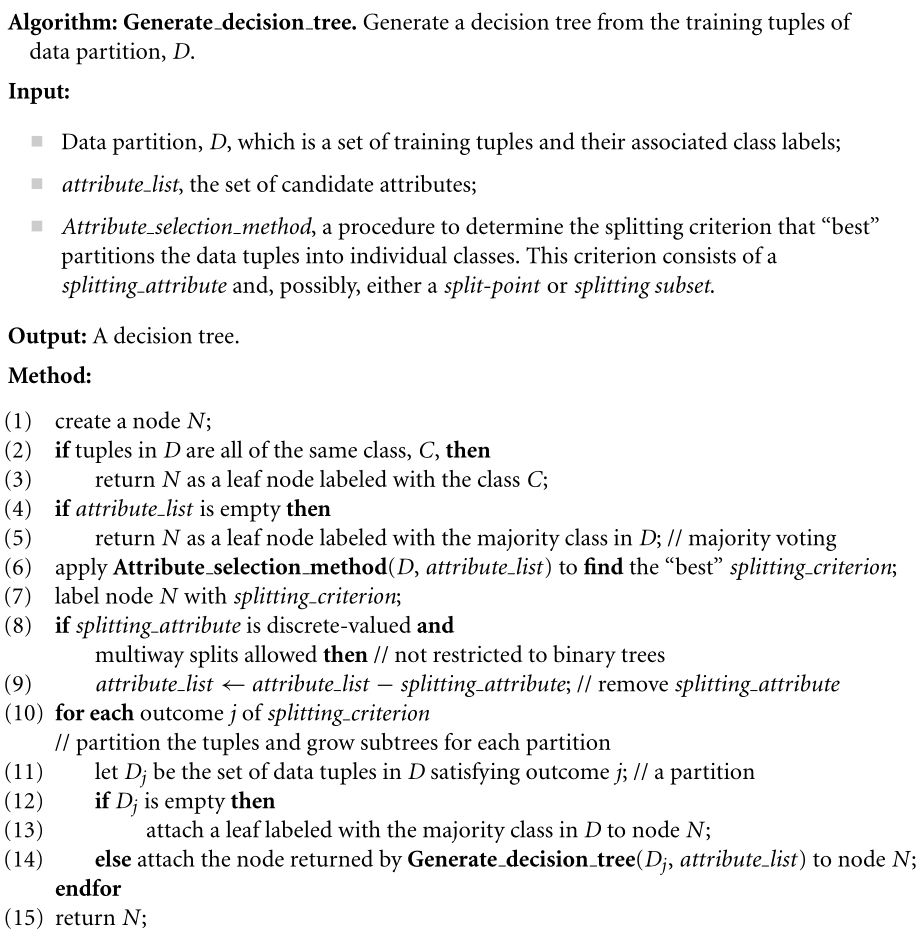 Algorithm: Generate_decision_tree. Generate a decision tree from the training tuples of
data partition, D.
Input:
Data partition, D, which is a set of training tuples and their associated class labels;
attribute_list, the set of candidate attributes;
Attribute_selection_method, a procedure to determine the splitting criterion that “best”
partitions the data tuples into individual classes. This criterion consists of a
splitting_attribute and, possibly, either a split-point or splitting subset.
Output: A decision tree.
Method:
(1) create a node N;
(2) if tuples in D are all of the same class, C, then
(3) return N as a leaf node labeled with the class C;
(4) if attribute_list is empty then
(5) return N as a leaf node labeled with the majority class in D; // majority voting
(6) apply Attribute_selection_method(D, attribute_list) to find the “best” splitting_criterion;
(7) label node N with splitting_criterion;
(8) if splitting_attribute is discrete-valued and
multiway splits allowed then // not restricted to binary trees
(9) attribute_list ← attribute_list − splitting_attribute; // remove splitting_attribute
(10) for each outcome j of splitting_criterion
// partition the tuples and grow subtrees for each partition
(11) let Dj be the set of data tuples in D satisfying outcome j; // a partition
(12) if Dj is empty then
(13) attach a leaf labeled with the majority class in D to node N;
(14) else attach the node returned by Generate_decision_tree(Dj, attribute_list) to node N;
endfor
(15) return N;